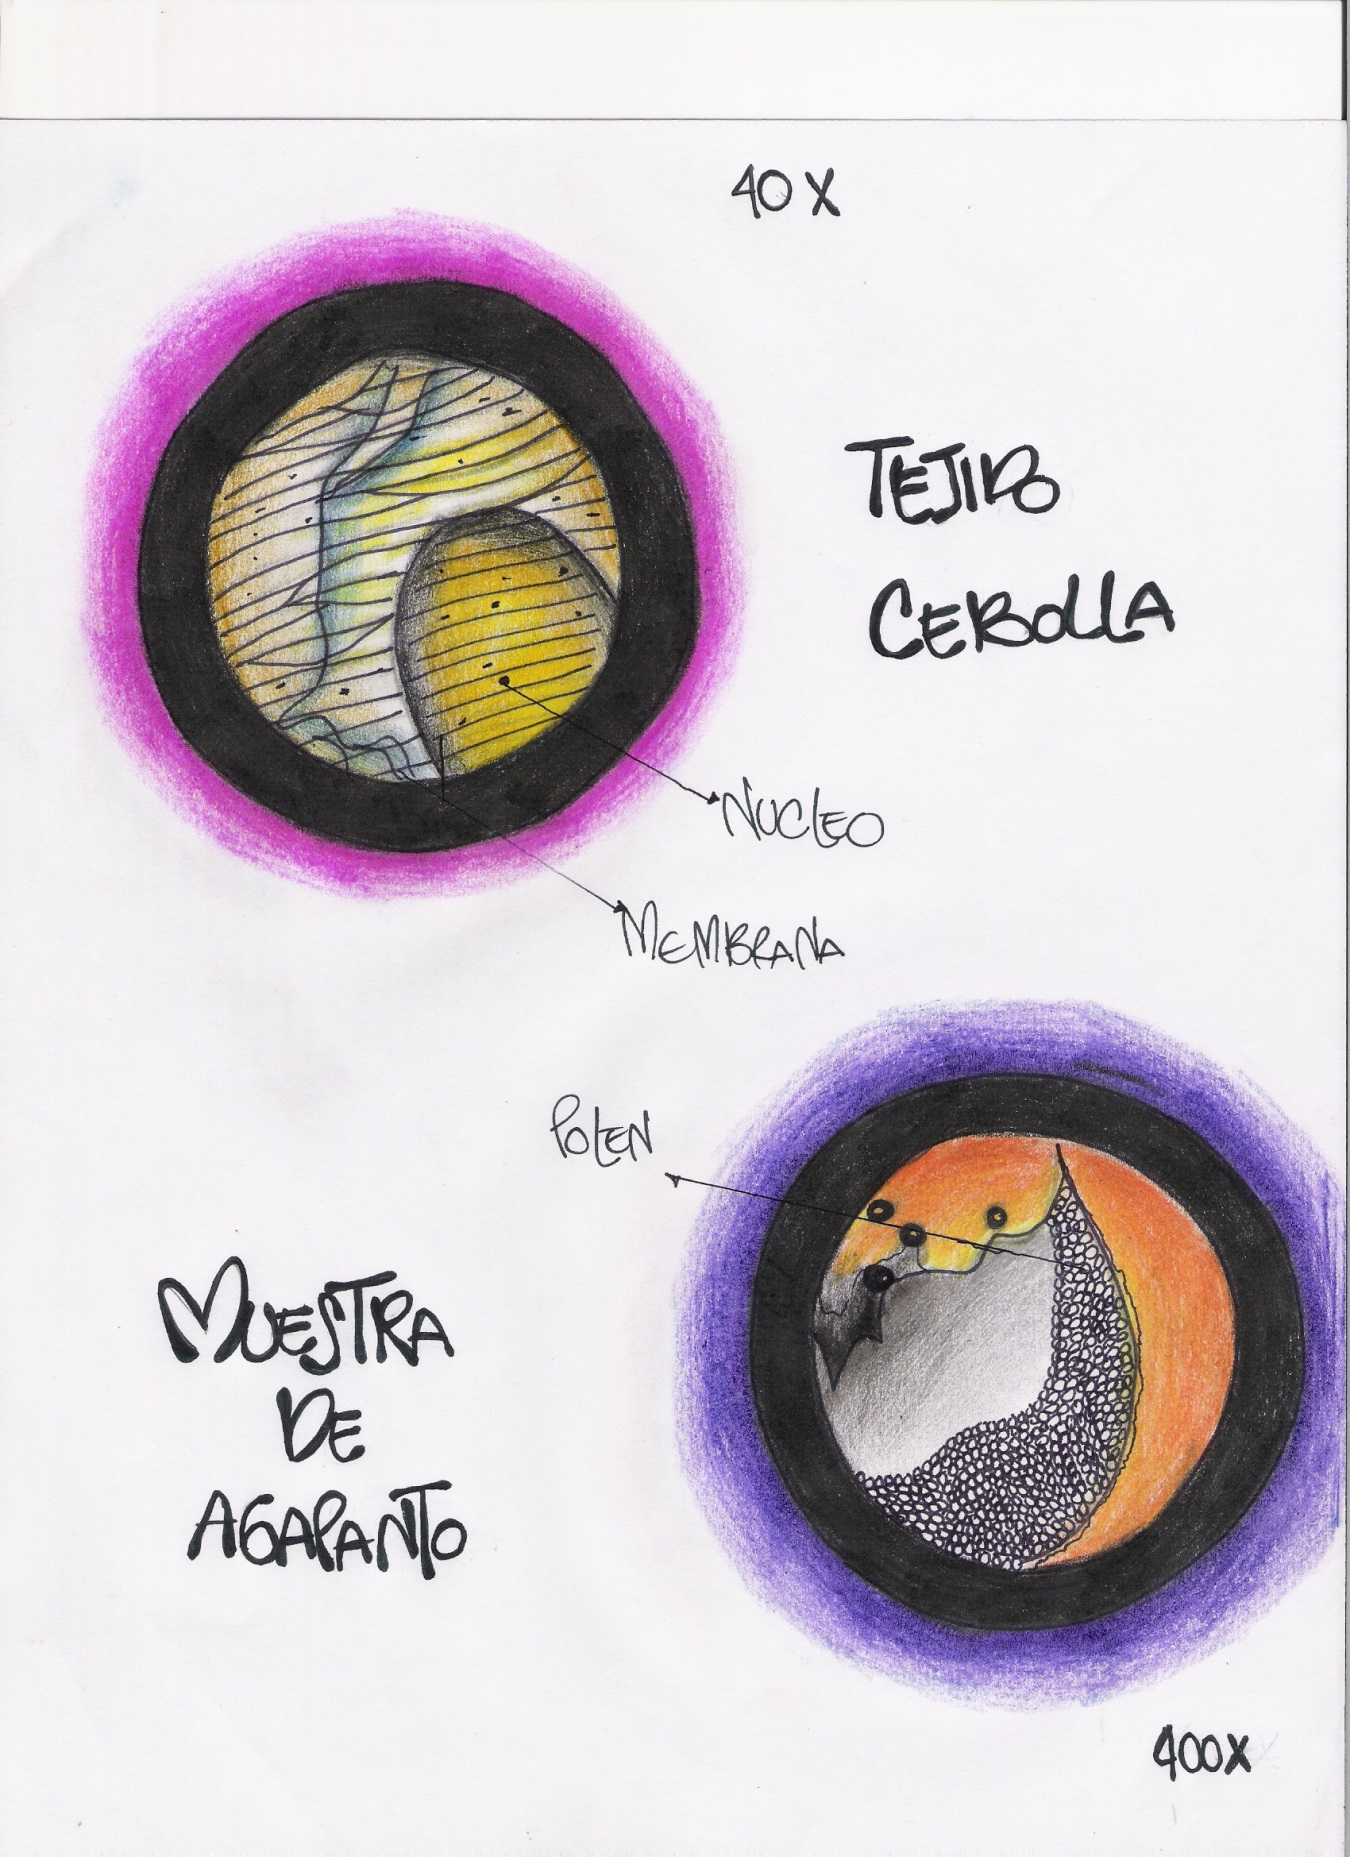 40 X
TEJIDO
CEBOLLA
NUCLEO
MEMBRANA
POLEN
MUESTRA
DE
AGAPANTO
400X